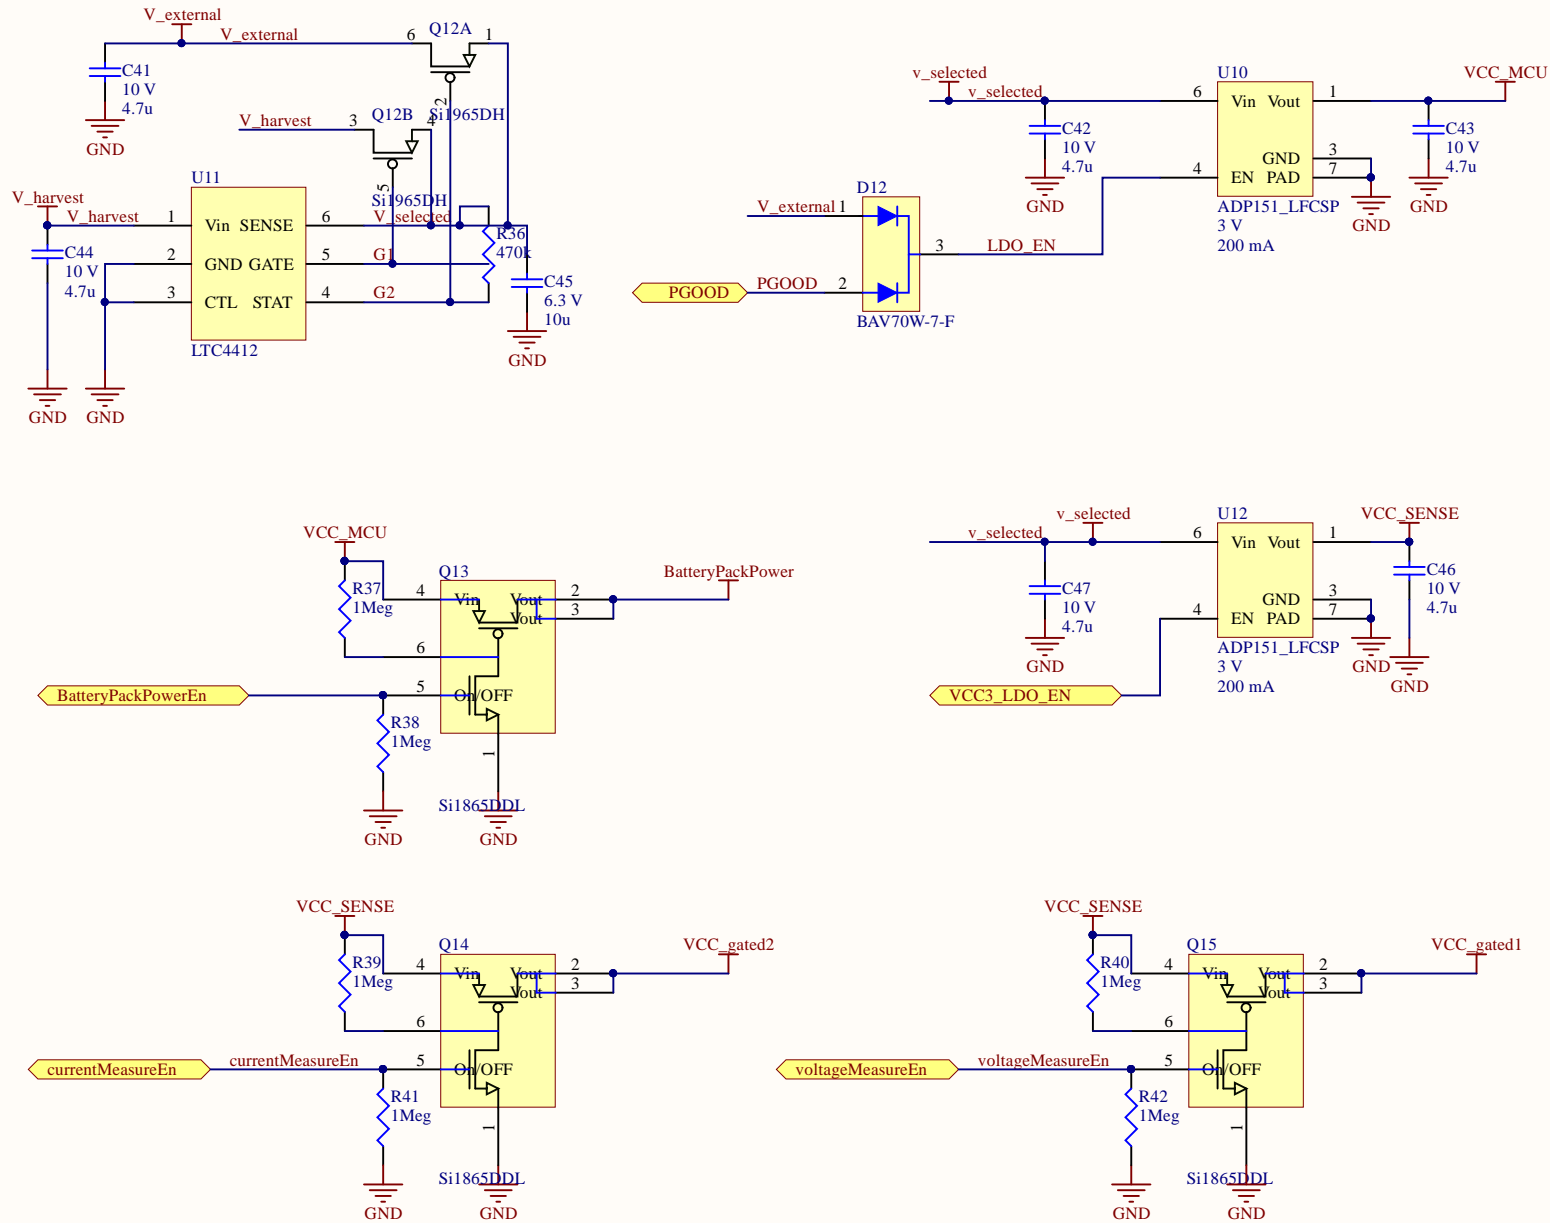 V_external
V_external
6
Q12A
1
C41
10 V
4.7u
GND
2
Si1965DH
V_harvest
3
Q12B
4
5
Si1965DH
U11
V_harvest
V_harvest
1
Vin SENSE
6
V_selected
C44
10 V
4.7u
2
GND GATE
5
G1
R36
470k
3
CTL STAT
4
G2
C45
6.3 V
10u
GND
LTC4412
GND
GND
v_selected
v_selected
6
U10
Vin Vout
1
VCC_MCU
C42
10 V
4.7u
GND
C43
10 V
4.7u
GND
GND
3
4
EN PAD
7
GND
ADP151_LFCSP
3 V
200 mA
D12
V_external
1
3
LDO_EN
PGOOD
PGOOD
2
BAV70W-7-F
VCC_MCU
Q13
BatteryPackPower
R37
1Meg
4
Vin
Vout
2
Vout
3
6
BatteryPackPowerEn
5
On/OFF
R38
1Meg
1
Si1865DDL
GND
GND
v_selected
v_selected
6
U12
Vin Vout
1
VCC_SENSE
C47
10 V
4.7u
GND
C46
10 V
4.7u
GND
GND
3
4
EN PAD
7
GND
ADP151_LFCSP
3 V
200 mA
VCC3_LDO_EN
VCC_SENSE
Q14
VCC_gated2
R39
1Meg
4
Vin
Vout
2
Vout
3
6
currentMeasureEn
currentMeasureEn
5
On/OFF
R41
1Meg
1
Si1865DDL
GND
GND
VCC_SENSE
Q15
VCC_gated1
R40
1Meg
4
Vin
Vout
2
Vout
3
6
voltageMeasureEn
voltageMeasureEn
5
On/OFF
R42
1Meg
1
Si1865DDL
GND
GND